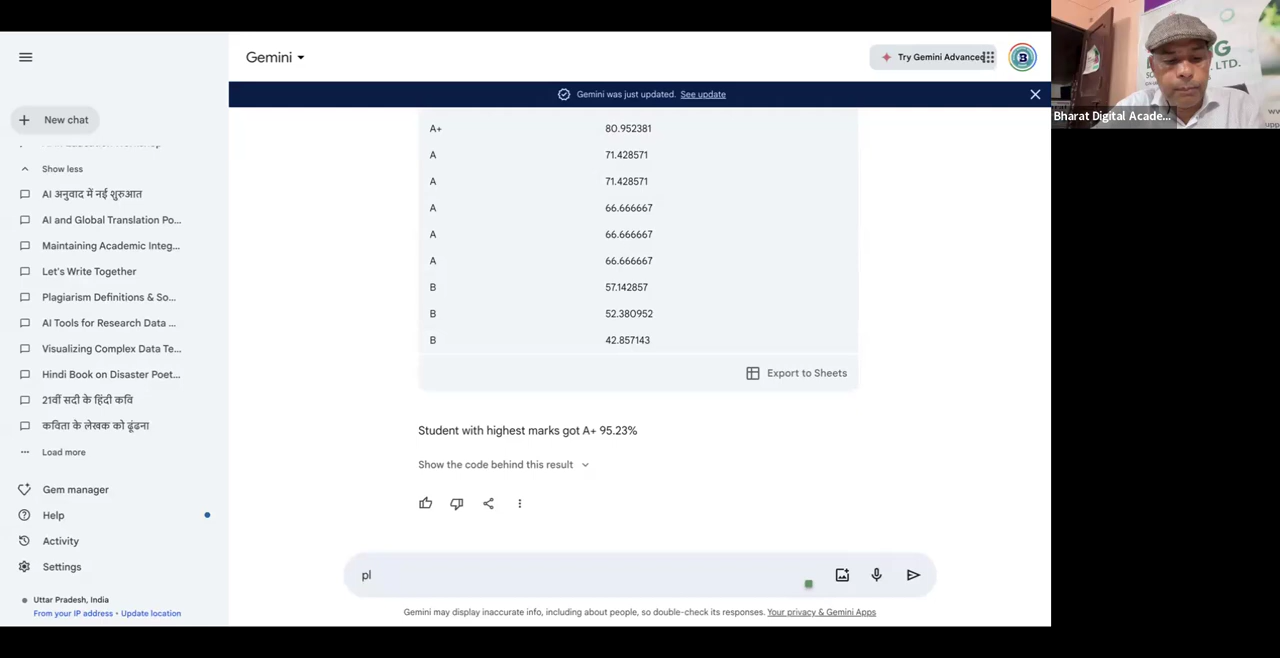 Gemini
Try Gemini Advanced
Gemini was just updated. See update
New chat
Show less
AI अनुवाद में नई शुरुआत
AI and Global Translation Po...
Maintaining Academic Integ...
Let's Write Together
Plagiarism Definitions & So...
AI Tools for Research Data ...
Visualizing Complex Data Te...
Hindi Book on Disaster Poet...
21वीं सदी के हिंदी कवि
कविता के लेखक को ढूंढना
Load more
Gem manager
Help
Activity
Settings
Uttar Pradesh, India
From your IP address • Update location
A+ 80.952381
A 71.428571
A 71.428571
A 66.666667
A 66.666667
A 66.666667
B 57.142857
B 52.380952
B 42.857143
Export to Sheets
Student with highest marks got A+ 95.23%
Show the code behind this result
pl
Gemini may display inaccurate info, including about people, so double-check its responses. Your privacy & Gemini Apps
B
G
LTD.
Bharat Digital Acade...